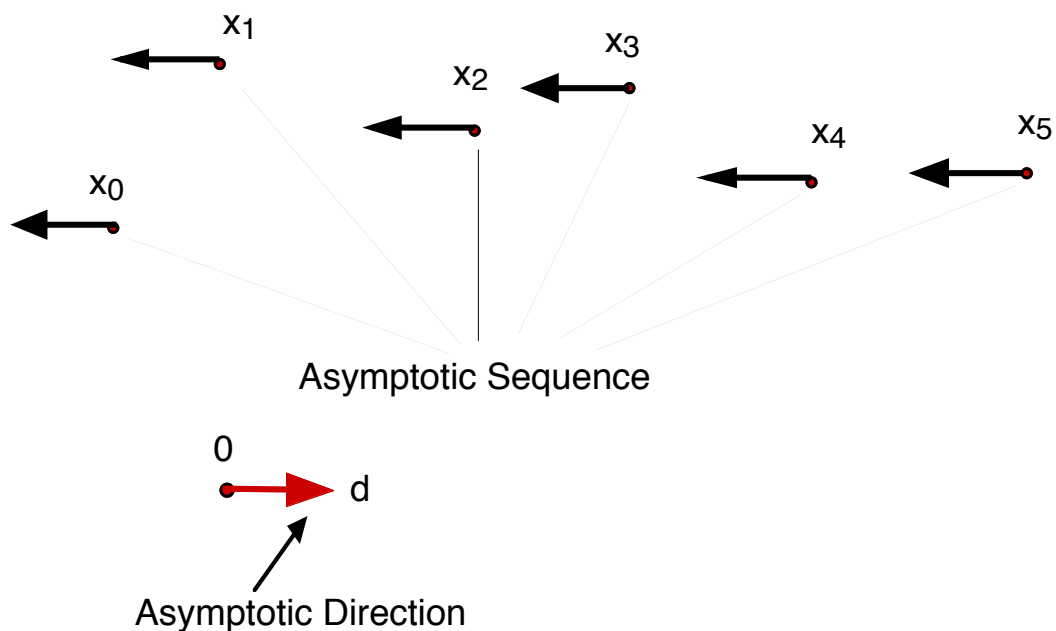 x1
x3
x2
x4
x5
x0
Asymptotic Sequence
0
d
Asymptotic Direction